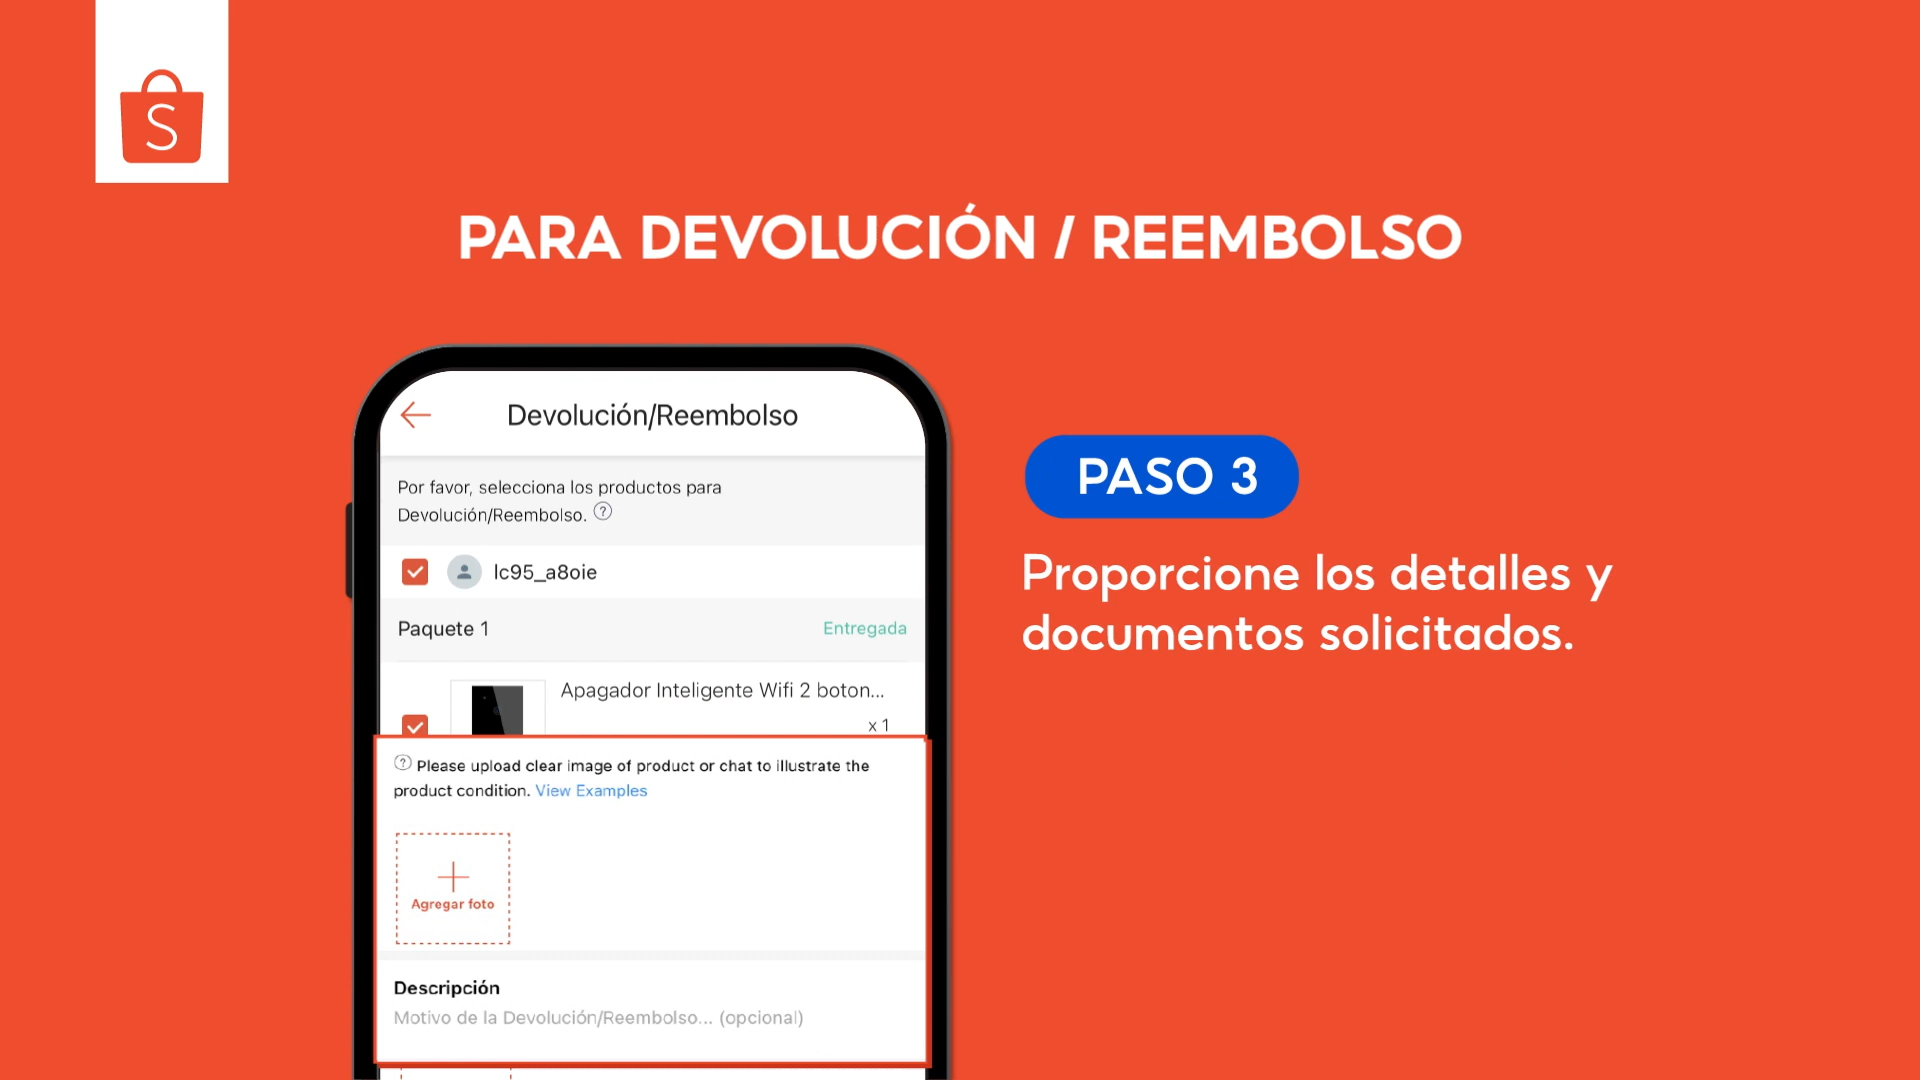 S
PARA DEVOLUCIÓN / REEMBOLSO
Devolución/Reembolso
Por favor, selecciona los productos para
Devolución/Reembolso. ?
lc95_a8oie
Paquete 1
Entregada
Apagador Inteligente Wifi 2 boton...
x 1
? Please upload clear image of product or chat to illustrate the
product condition. View Examples
Agregar foto
Descripción
Motivo de la Devolución/Reembolso... (opcional)
PASO 3
Proporcione los detalles y
documentos solicitados.